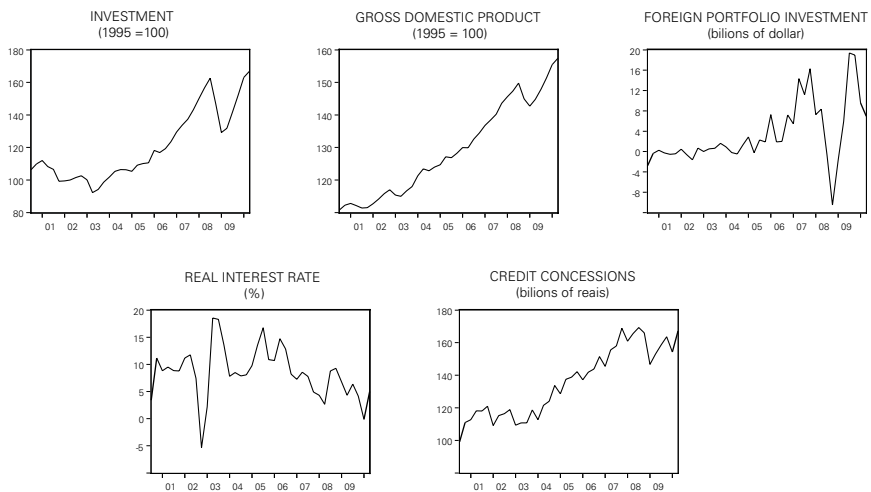 INVESTMENT
(1995 =100)
180
160
140
120
100
80
01 02 03 04 05 06 07 08 09
GROSS DOMESTIC PRODUCT
(1995 = 100)
160
150
140
130
120
01 02 03 04 05 06 07 08 09
FOREIGN PORTFOLIO INVESTMENT
(bilions of dollar)
20
16
12
8
4
0
-4
-8
01 02 03 04 05 06 07 08 09
REAL INTEREST RATE
(%)
20
15
10
5
0
-5
01 02 03 04 05 06 07 08 09
CREDIT CONCESSIONS
(bilions of reais)
180
160
140
120
100
01 02 03 04 05 06 07 08 09